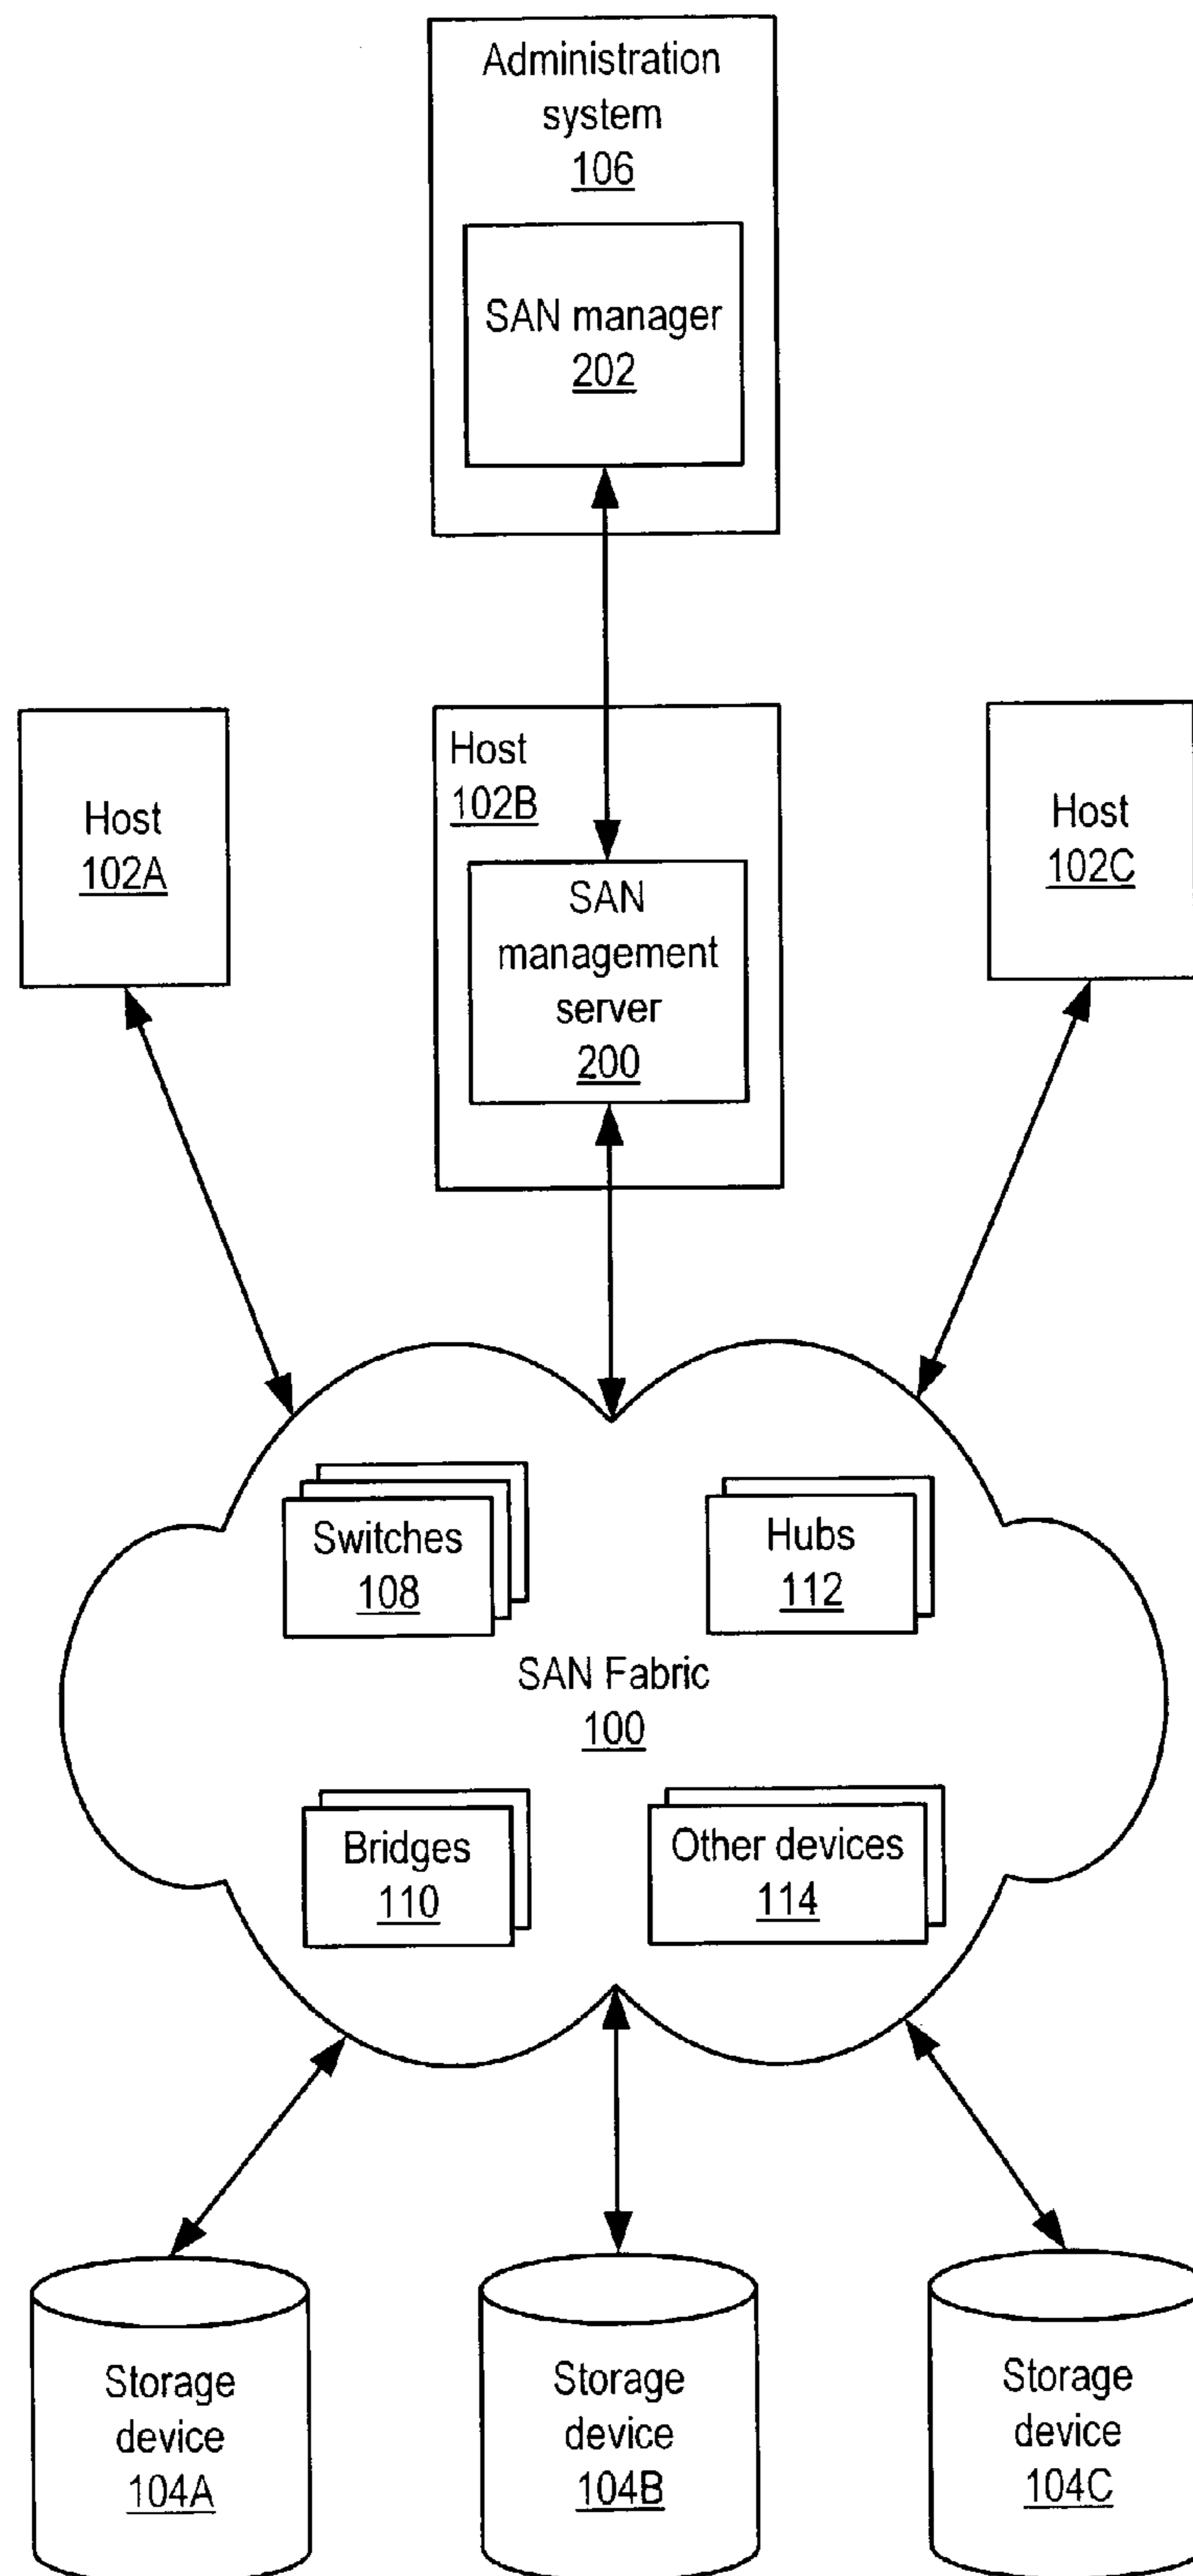 Administration
system
106
SAN manager
202
Host
102A
Host
102B
SAN
management
server
200
Host
102C
Switches
108
Hubs
112
SAN Fabric
100
Bridges
110
Other devices
114
Storage
device
104A
Storage
device
104B
Storage
device
104C